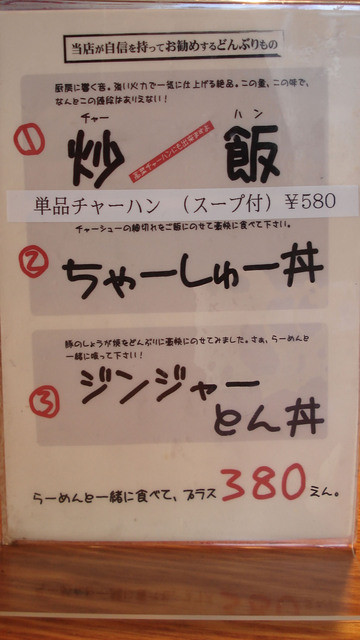 当店が自信を持ってお勧めするどんぶりもの
厨房に響く音。強い火力で一気に仕上げる絶品。この量、この味で、
なんとこの値段はありえない！
チャー ハン
① 炒飯
単品チャーハン （スープ付）￥580
チャーシューの細切れをご飯にのせて豪快に食べて下さい。
② ちゃーしゅー丼
豚のしょうが焼をどんぶりに豪快にのせてみました。さぁ、らーめんと
一緒に喰って下さい！
③ ジンジャー
とん丼
らーめんと一緒に食べて、プラス380えん。